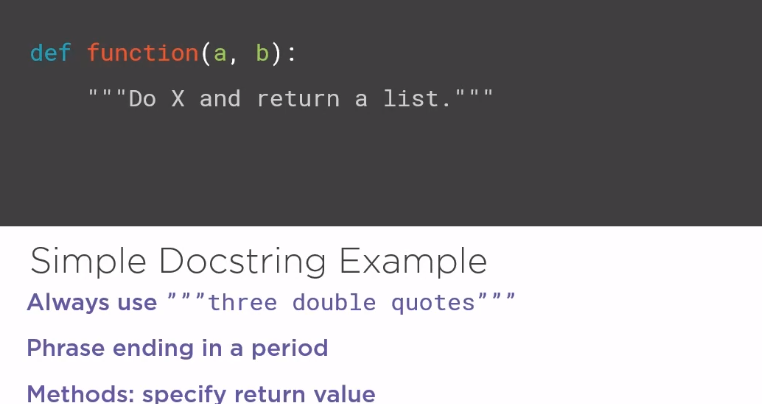 def function(a, b):
"""Do X and return a list."""
Simple Docstring Example
Always use ”””three double quotes”””
Phrase ending in a period
Methods: specify return value